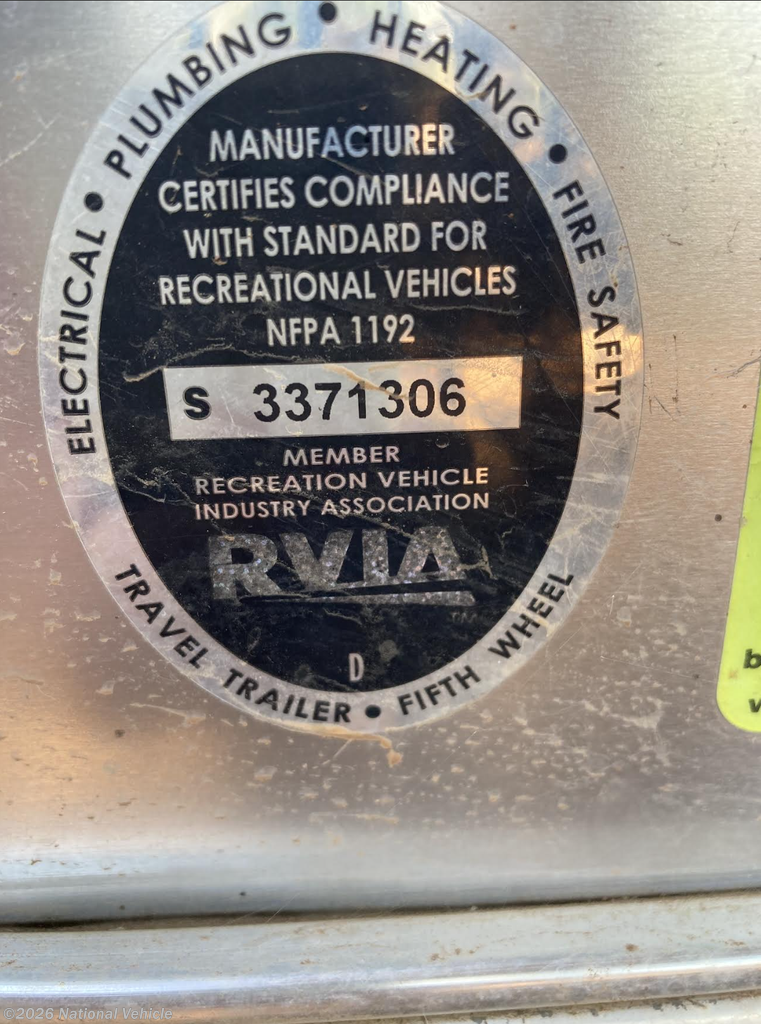 ELECTRICAL • PLUMBING • HEATING • FIRE SAFETY
MANUFACTURER
CERTIFIES COMPLIANCE
WITH STANDARD FOR
RECREATIONAL VEHICLES
NFPA 1192
S 3371306
MEMBER
RECREATION VEHICLE
INDUSTRY ASSOCIATION
RVIA
TM
D
TRAVEL TRAILER • FIFTH WHEEL
©2026 National Vehicle